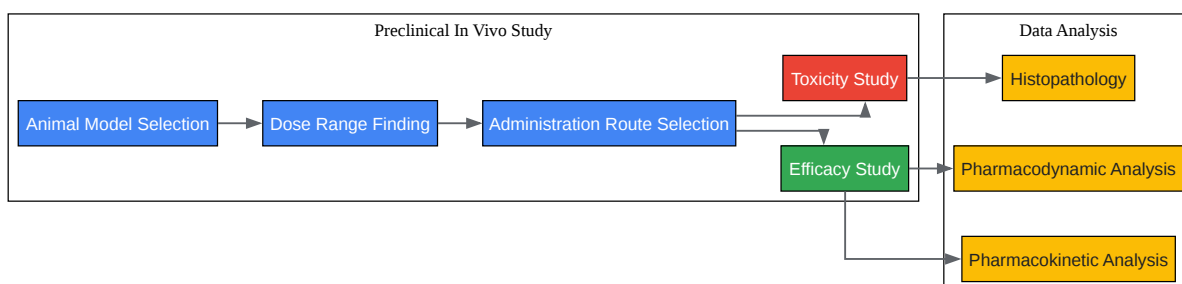 Preclinical In Vivo Study
Data Analysis
Toxicity Study
Histopathology
Animal Model Selection
Dose Range Finding
Administration Route Selection
Efficacy Study
Pharmacodynamic Analysis
Pharmacokinetic Analysis